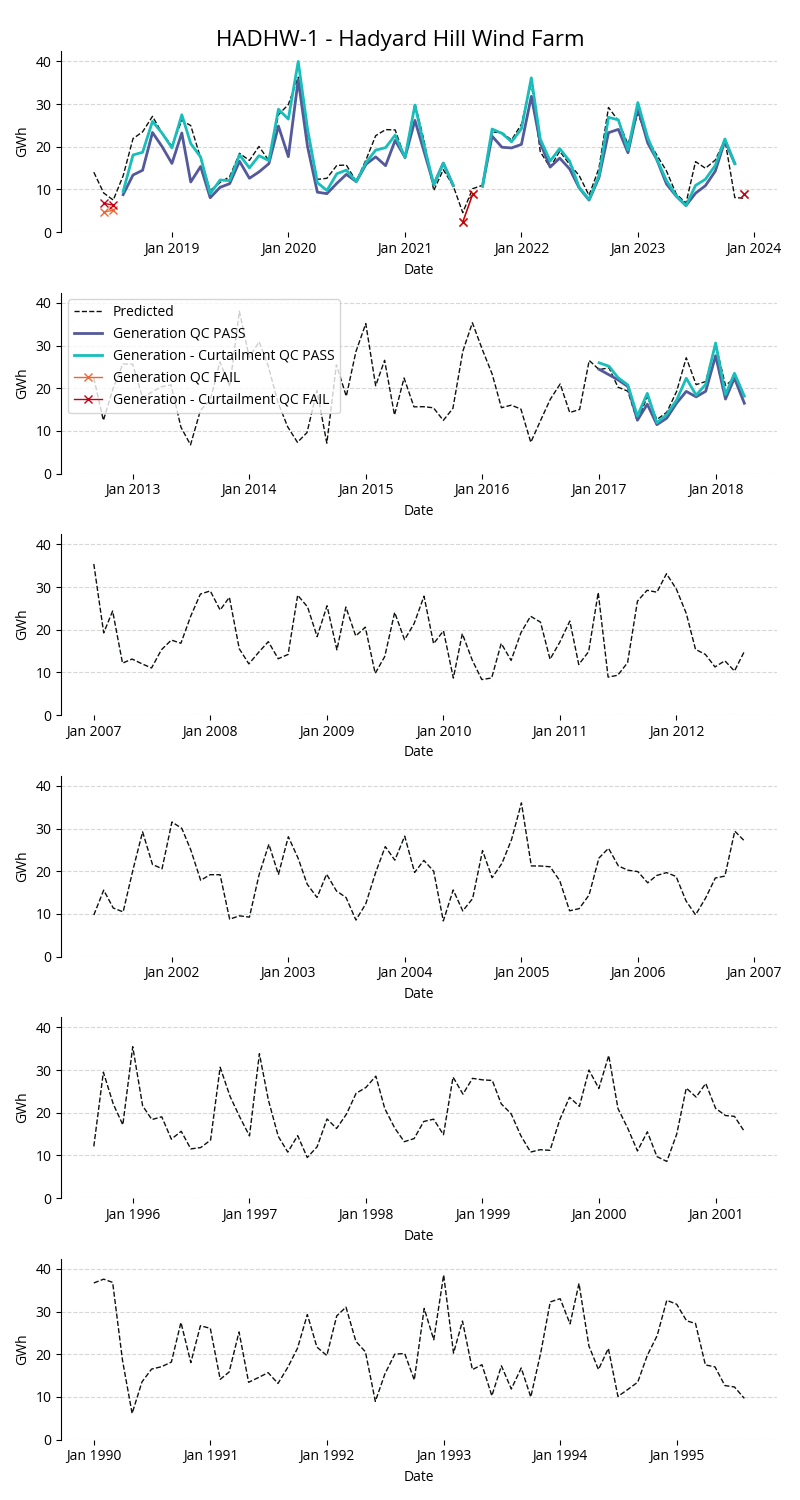 HADHW-1 - Hadyard Hill Wind Farm
40
30
20
10
0
GWh
Jan 2019 Jan 2020 Jan 2021 Jan 2022 Jan 2023 Jan 2024
Date
40
30
20
10
0
GWh
Predicted
Generation QC PASS
Generation - Curtailment QC PASS
Generation QC FAIL
Generation - Curtailment QC FAIL
Jan 2013 Jan 2014 Jan 2015 Jan 2016 Jan 2017 Jan 2018
Date
40
30
20
10
0
GWh
Jan 2007 Jan 2008 Jan 2009 Jan 2010 Jan 2011 Jan 2012
Date
40
30
20
10
0
GWh
Jan 2002 Jan 2003 Jan 2004 Jan 2005 Jan 2006 Jan 2007
Date
40
30
20
10
0
GWh
Jan 1996 Jan 1997 Jan 1998 Jan 1999 Jan 2000 Jan 2001
Date
40
30
20
10
0
GWh
Jan 1990 Jan 1991 Jan 1992 Jan 1993 Jan 1994 Jan 1995
Date